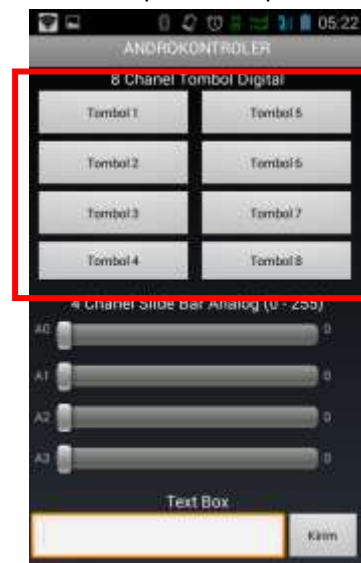 05:22
ANDROKONTROLER
8 Chanel Tombol Digital
Tombol 1 Tombol 5
Tombol 2 Tombol 6
Tombol 3 Tombol 7
Tombol 4 Tombol 8
4 Chanel Slide Bar Analog (0 - 255)
A0 0
A1 0
A2 0
A3 0
Text Box
Kirim